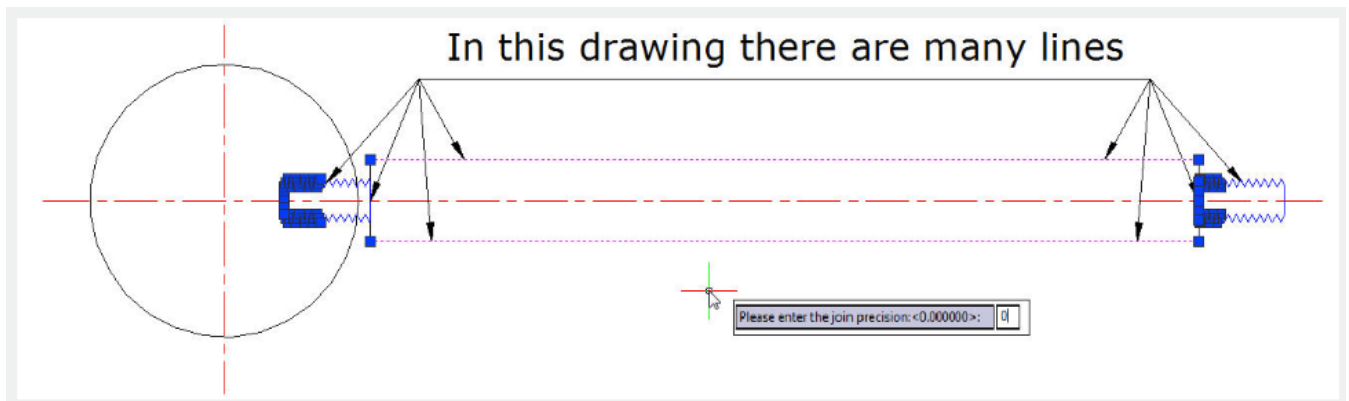 In this drawing there are many lines
Please enter the join precision:<0.000000>: 0